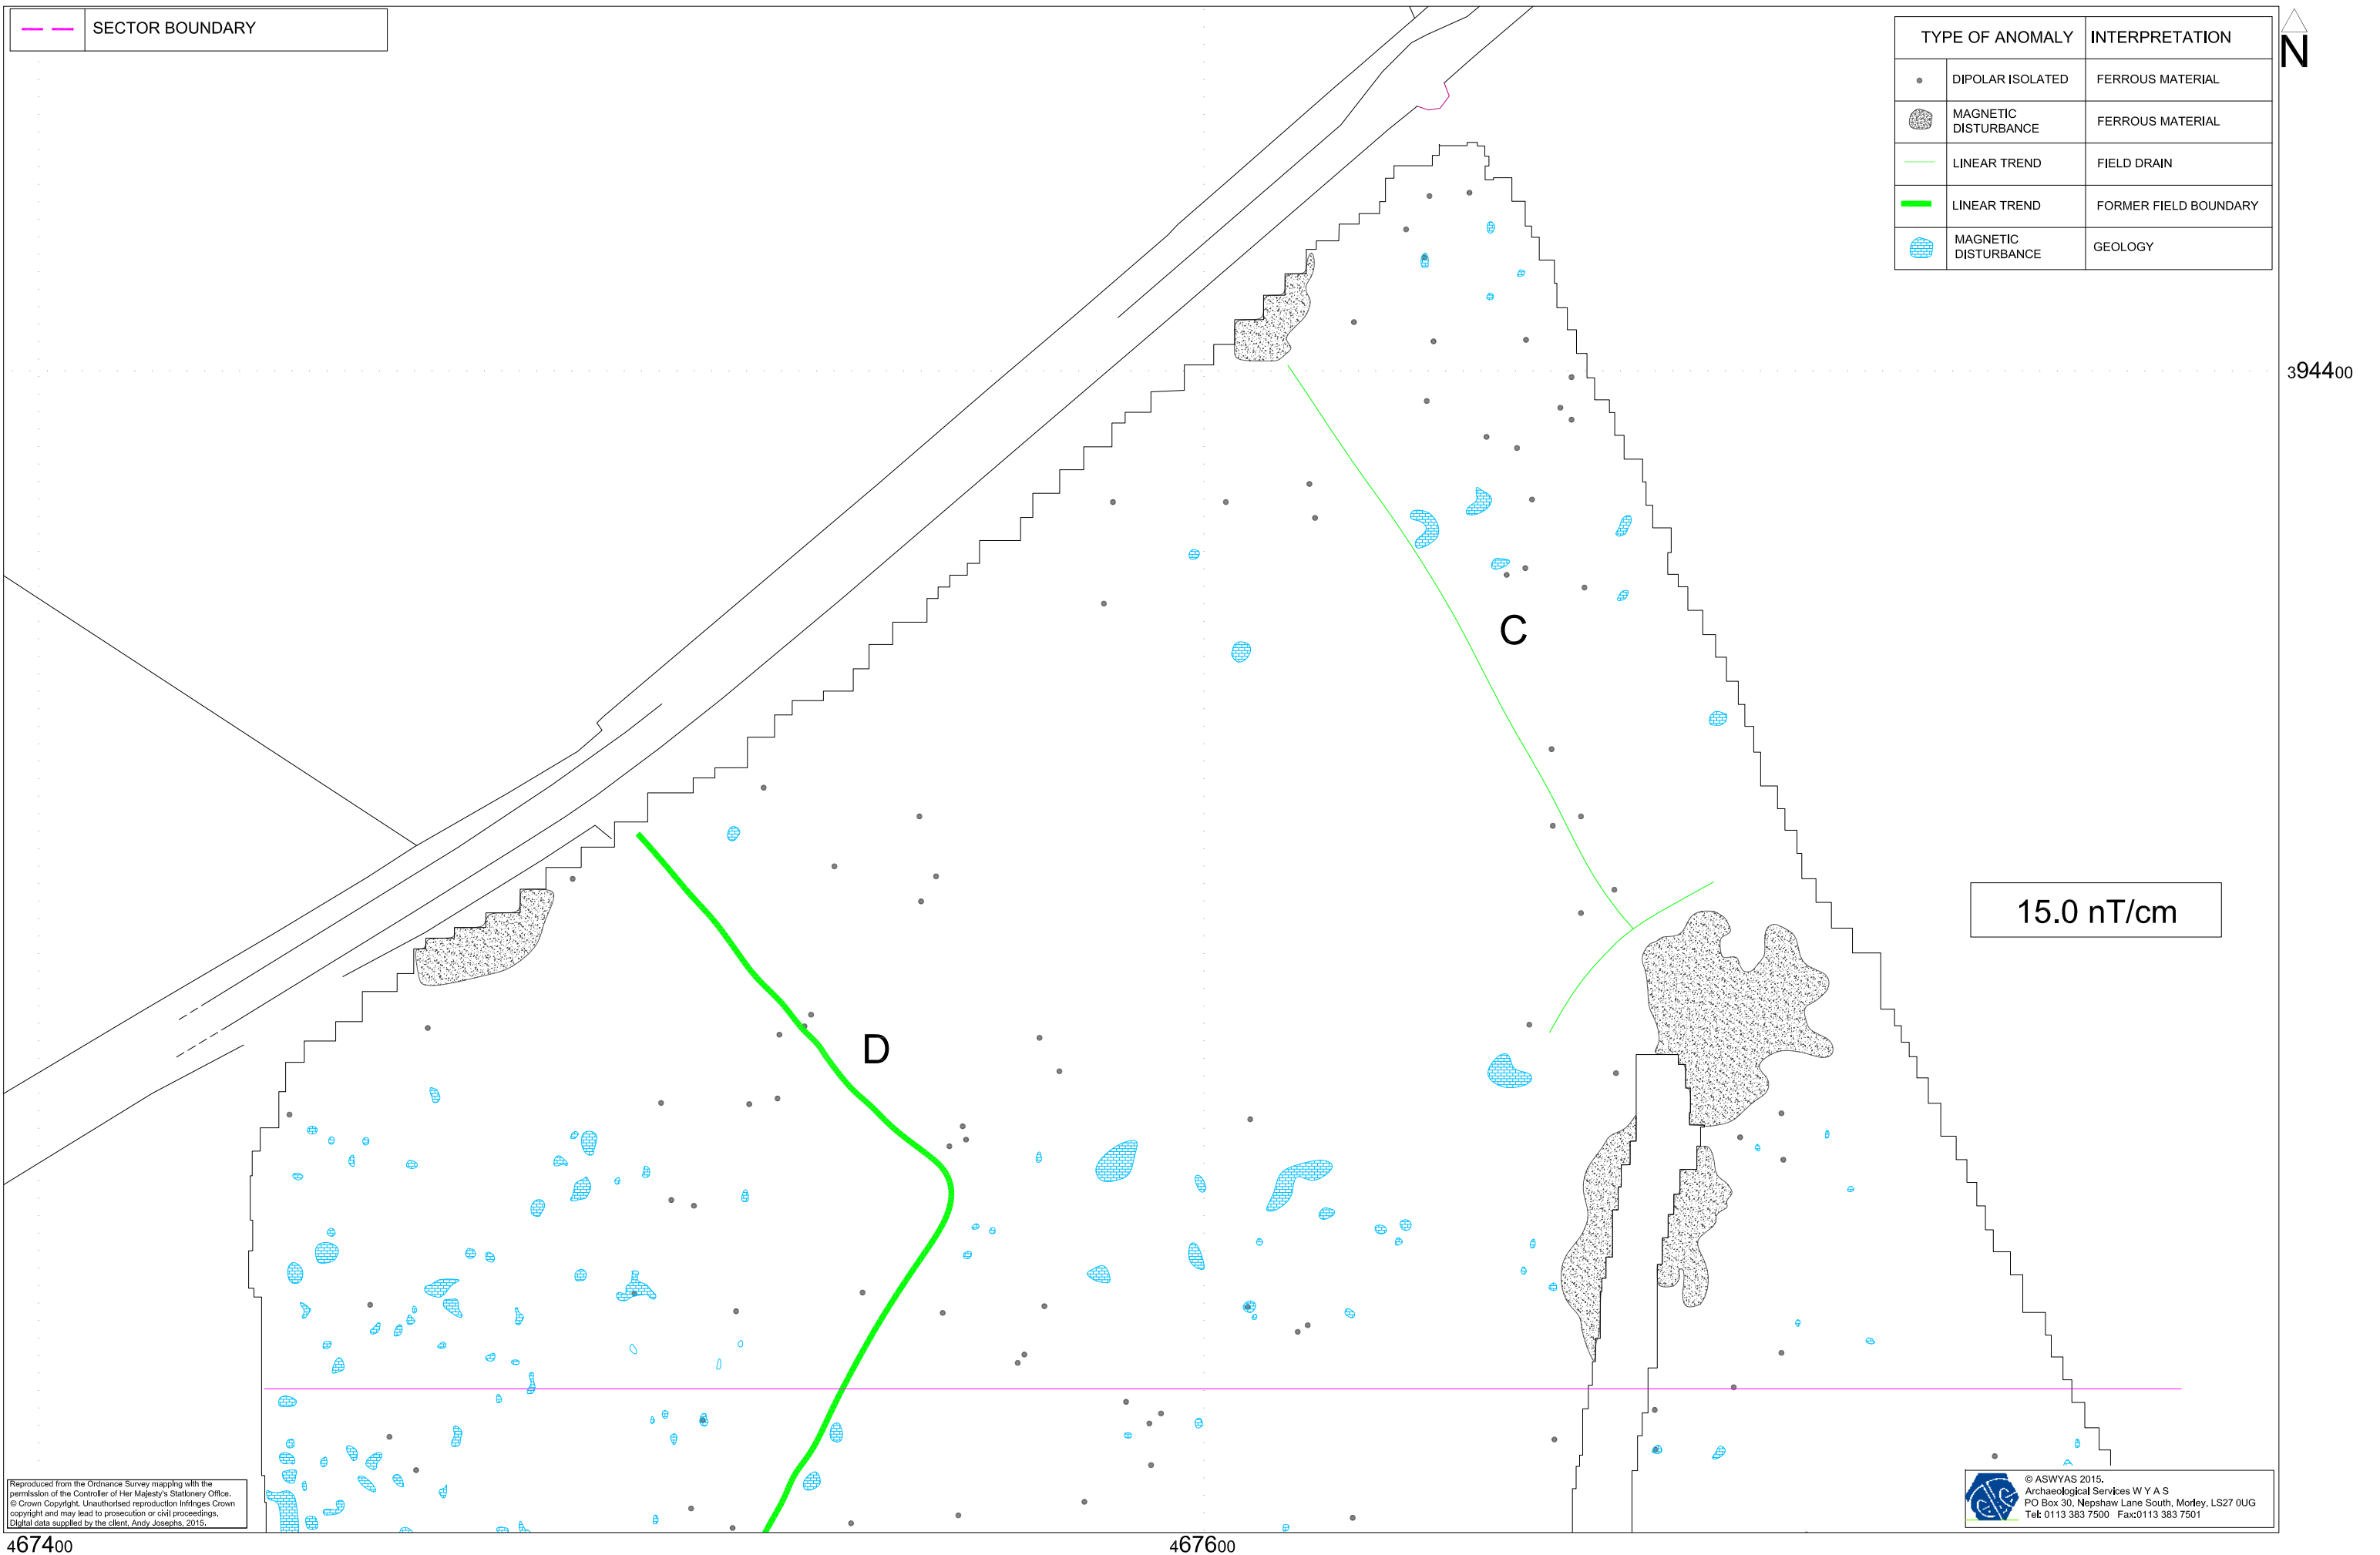 SECTOR BOUNDARY
N
TYPE OF ANOMALY INTERPRETATION
DIPOLAR ISOLATED FERROUS MATERIAL
MAGNETIC
DISTURBANCE
FERROUS MATERIAL
LINEAR TREND FIELD DRAIN
LINEAR TREND FORMER FIELD BOUNDARY
MAGNETIC
DISTURBANCE
GEOLOGY
394400
C
15.0 nT/cm
D
Reproduced from the Ordnance Survey mapping with the
permission of the Controller of Her Majesty's Stationery Office.
© Crown Copyright. Unauthorised reproduction infringes Crown
copyright and may lead to prosecution or civil proceedings.
Digital data supplied by the client, Andy Josephs, 2015.
© ASWYAS 2015.
Archaeological Services W Y A S
PO Box 30, Nepshaw Lane South, Morley, LS27 0UG
Tel: 0113 383 7500 Fax:0113 383 7501
467400
467600